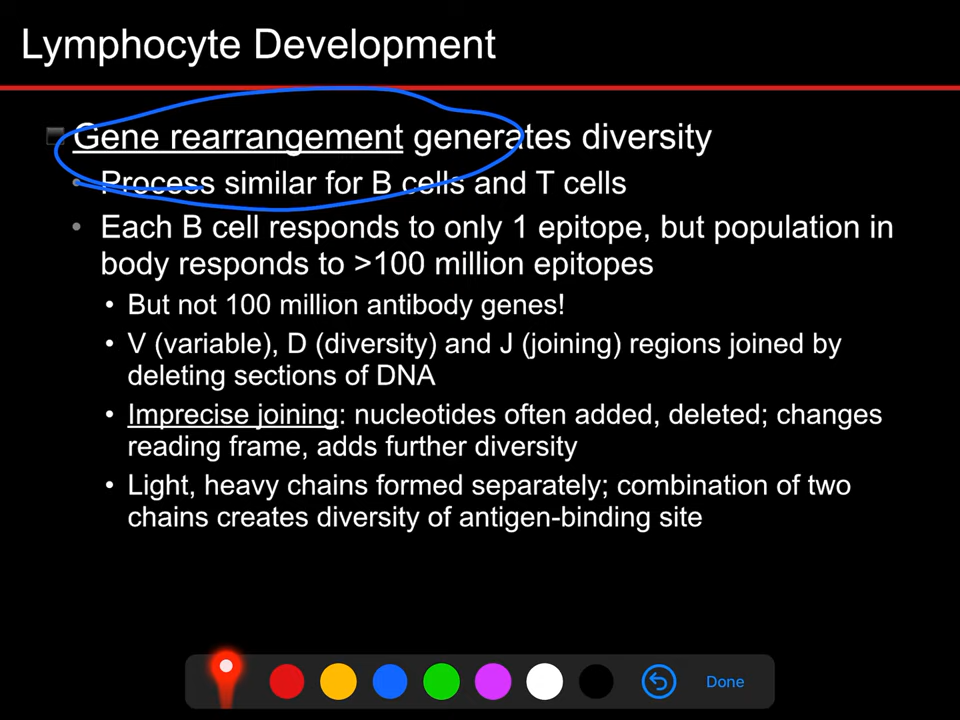 Lymphocyte Development
Gene rearrangement generates diversity
• Process similar for B cells and T cells
• Each B cell responds to only 1 epitope, but population in
body responds to >100 million epitopes
• But not 100 million antibody genes!
• V (variable), D (diversity) and J (joining) regions joined by
deleting sections of DNA
• Imprecise joining: nucleotides often added, deleted; changes
reading frame, adds further diversity
• Light, heavy chains formed separately; combination of two
chains creates diversity of antigen-binding site
Done